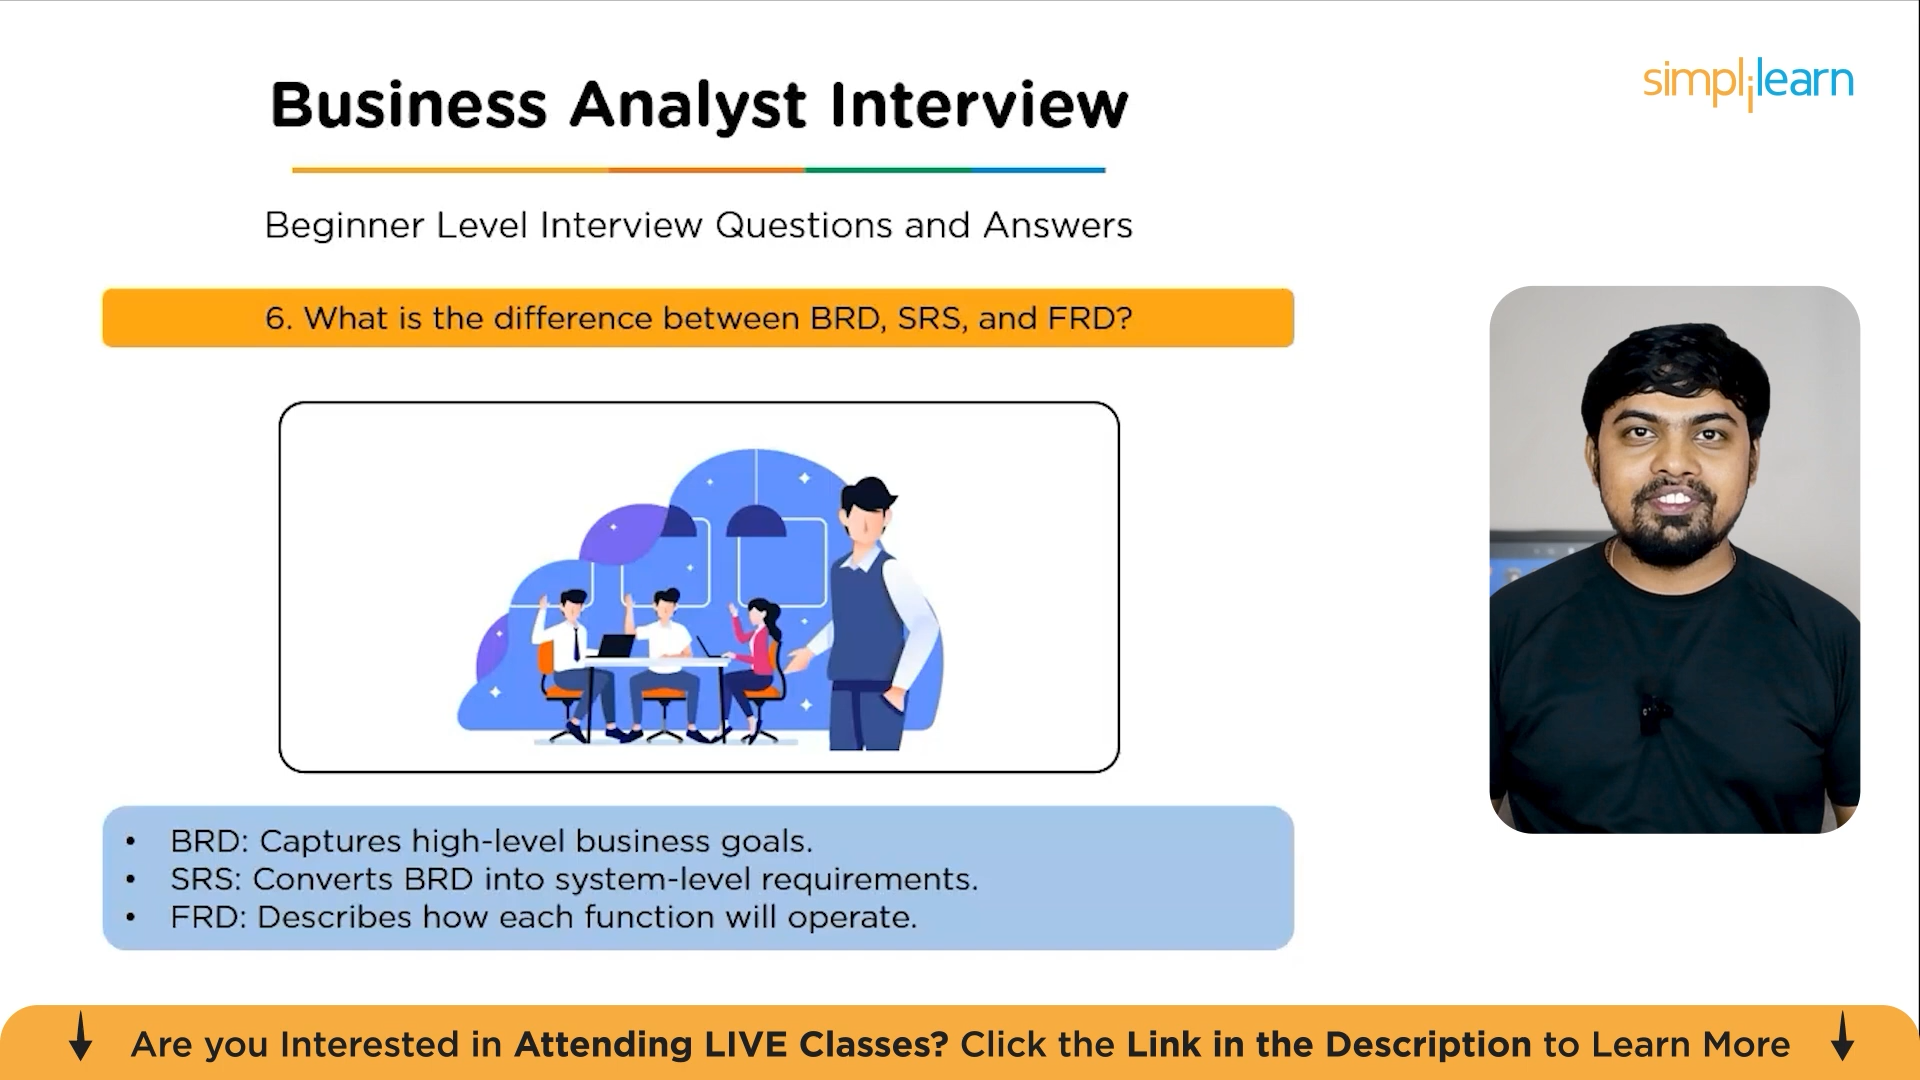 Business Analyst Interview
simplilearn
Beginner Level Interview Questions and Answers
6. What is the difference between BRD, SRS, and FRD?
• BRD: Captures high-level business goals.
• SRS: Converts BRD into system-level requirements.
• FRD: Describes how each function will operate.
Are you Interested in Attending LIVE Classes? Click the Link in the Description to Learn More